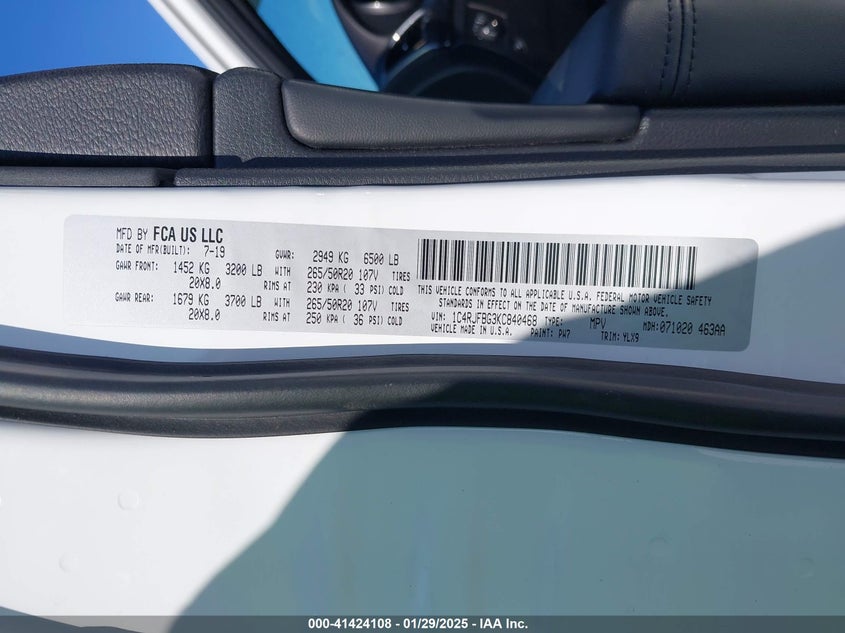 MFD BY FCA US LLC
DATE OF MFR(BUILT): 7-19 GVWR: 2949 KG 6500 LB
GAWR FRONT: 1452 KG 3200 LB WITH 265/50R20 107V TIRES
20X8.0 RIMS AT 230 KPA ( 33 PSI) COLD
GAWR REAR: 1679 KG 3700 LB WITH 265/50R20 107V TIRES
20X8.0 RIMS AT 250 KPA ( 36 PSI) COLD
THIS VEHICLE CONFORMS TO ALL APPLICABLE U.S.A. FEDERAL MOTOR VEHICLE SAFETY
STANDARDS IN EFFECT ON THE DATE OF MANUFACTURE SHOWN ABOVE.
VIN: 1C4RJFBG3KC840468 TYPE: MPV MDH:071020 463AA
VEHICLE MADE IN U.S.A. PAINT: PW7 TRIM: YLX9
000-41424108 - 01/29/2025 - IAA Inc.